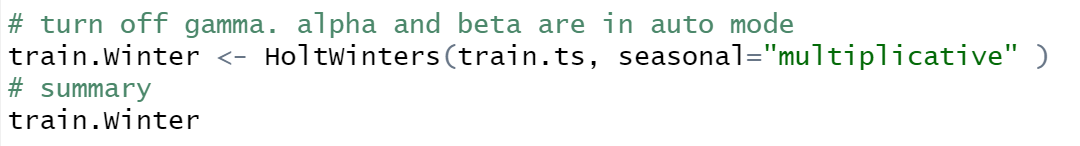 # turn off gamma. alpha and beta are in auto mode
train.Winter <- HoltWinters(train.ts, seasonal="multiplicative" )
# summary
train.Winter